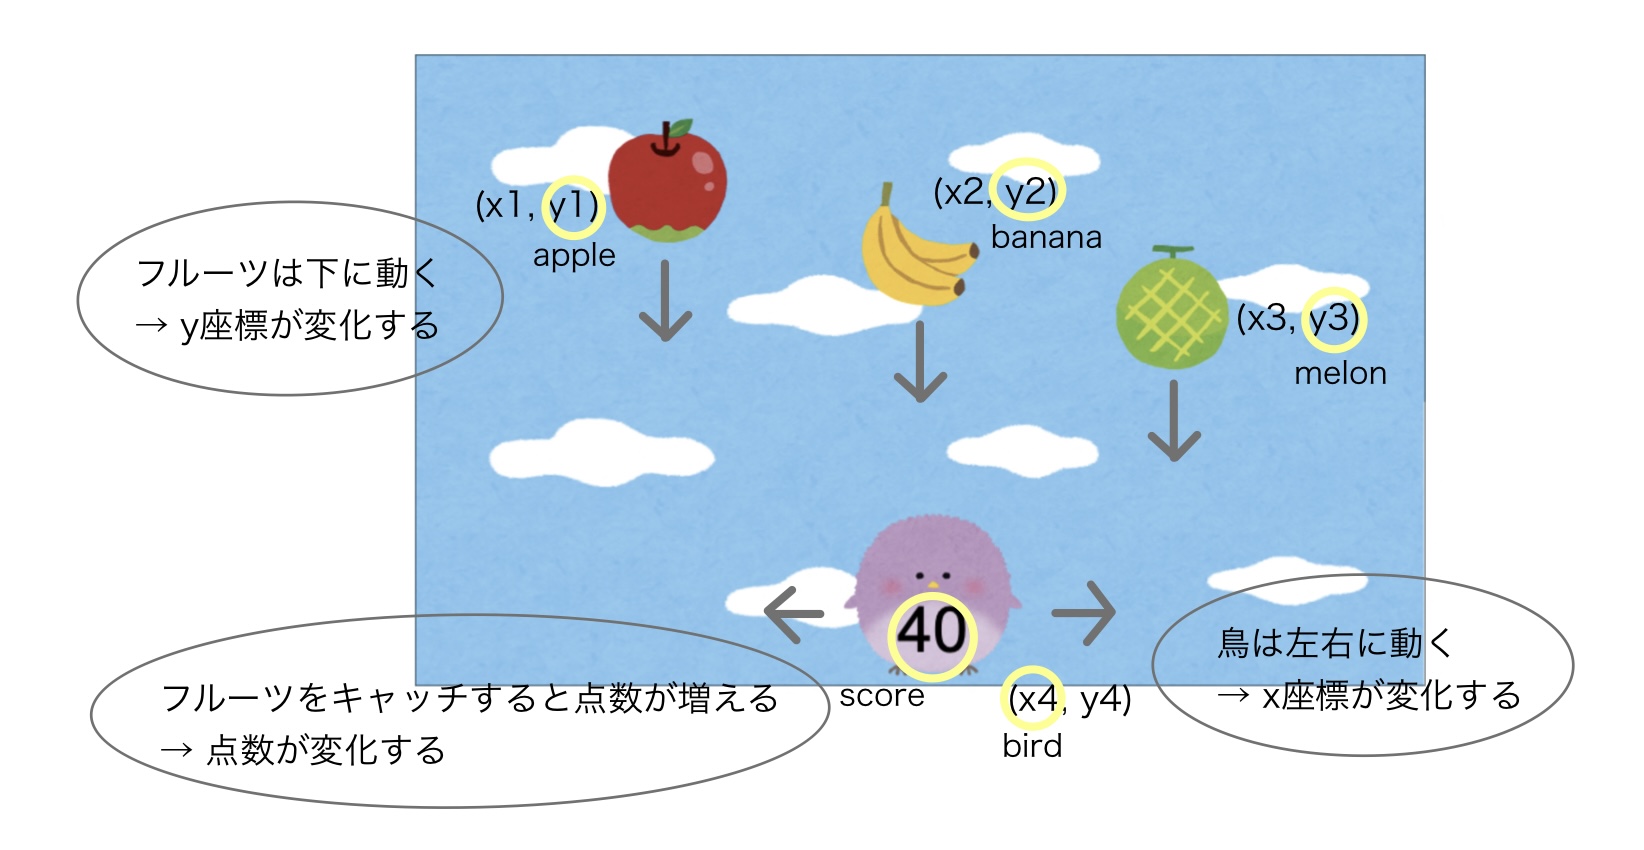 (x1, y1)
apple
(x2, y2)
banana
(x3, y3)
melon
フルーツは下に動く
→ y座標が変化する
40
score
(x4, y4)
bird
フルーツをキャッチすると点数が増える
→ 点数が変化する
鳥は左右に動く
→ x座標が変化する